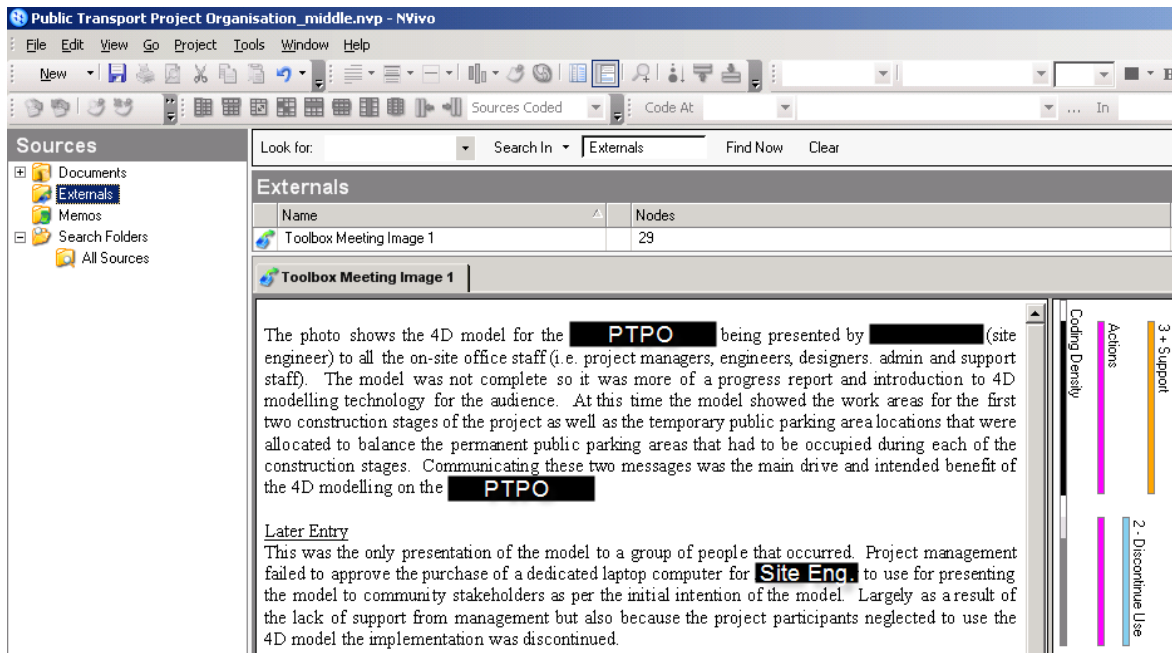 Public Transport Project Organisation_middle.nvp - NVivo
File Edit View Go Project Tools Window Help
New
Sources Coded Code At ... In
Sources
Documents
Externals
Memos
Search Folders
All Sources
Look for: Search In Externals Find Now Clear
Externals
Name Nodes
Toolbox Meeting Image 1 29
Toolbox Meeting Image 1
The photo shows the 4D model for the PTPO being presented by (site
engineer) to all the on-site office staff (i.e. project managers, engineers, designers. admin and support
staff). The model was not complete so it was more of a progress report and introduction to 4D
modelling technology for the audience. At this time the model showed the work areas for the first
two construction stages of the project as well as the temporary public parking area locations that were
allocated to balance the permanent public parking areas that had to be occupied during each of the
construction stages. Communicating these two messages was the main drive and intended benefit of
the 4D modelling on the PTPO
Later Entry
This was the only presentation of the model to a group of people that occurred. Project management
failed to approve the purchase of a dedicated laptop computer for Site Eng. to use for presenting
the model to community stakeholders as per the initial intention of the model. Largely as a result of
the lack of support from management but also because the project participants neglected to use the
4D model the implementation was discontinued.
Coding Density
Actions
3 + Support
2 - Discontinue Use